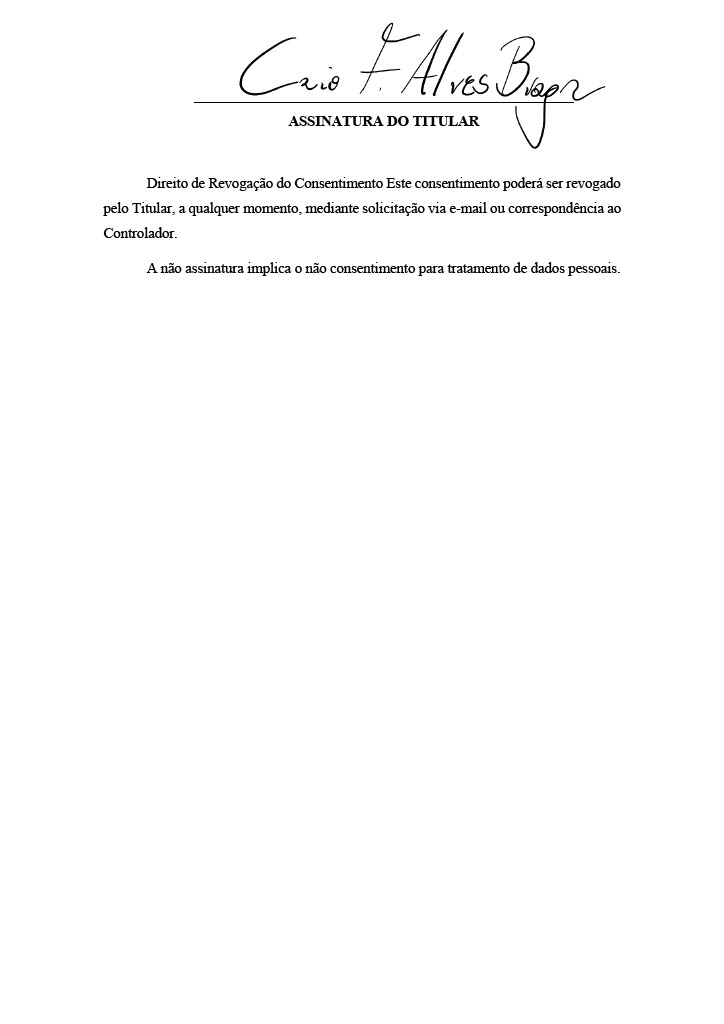 Caio F. Alves Braga
ASSINATURA DO TITULAR
Direito de Revogação do Consentimento Este consentimento poderá ser revogado
pelo Titular, a qualquer momento, mediante solicitação via e-mail ou correspondência ao
Controlador.
A não assinatura implica o não consentimento para tratamento de dados pessoais.